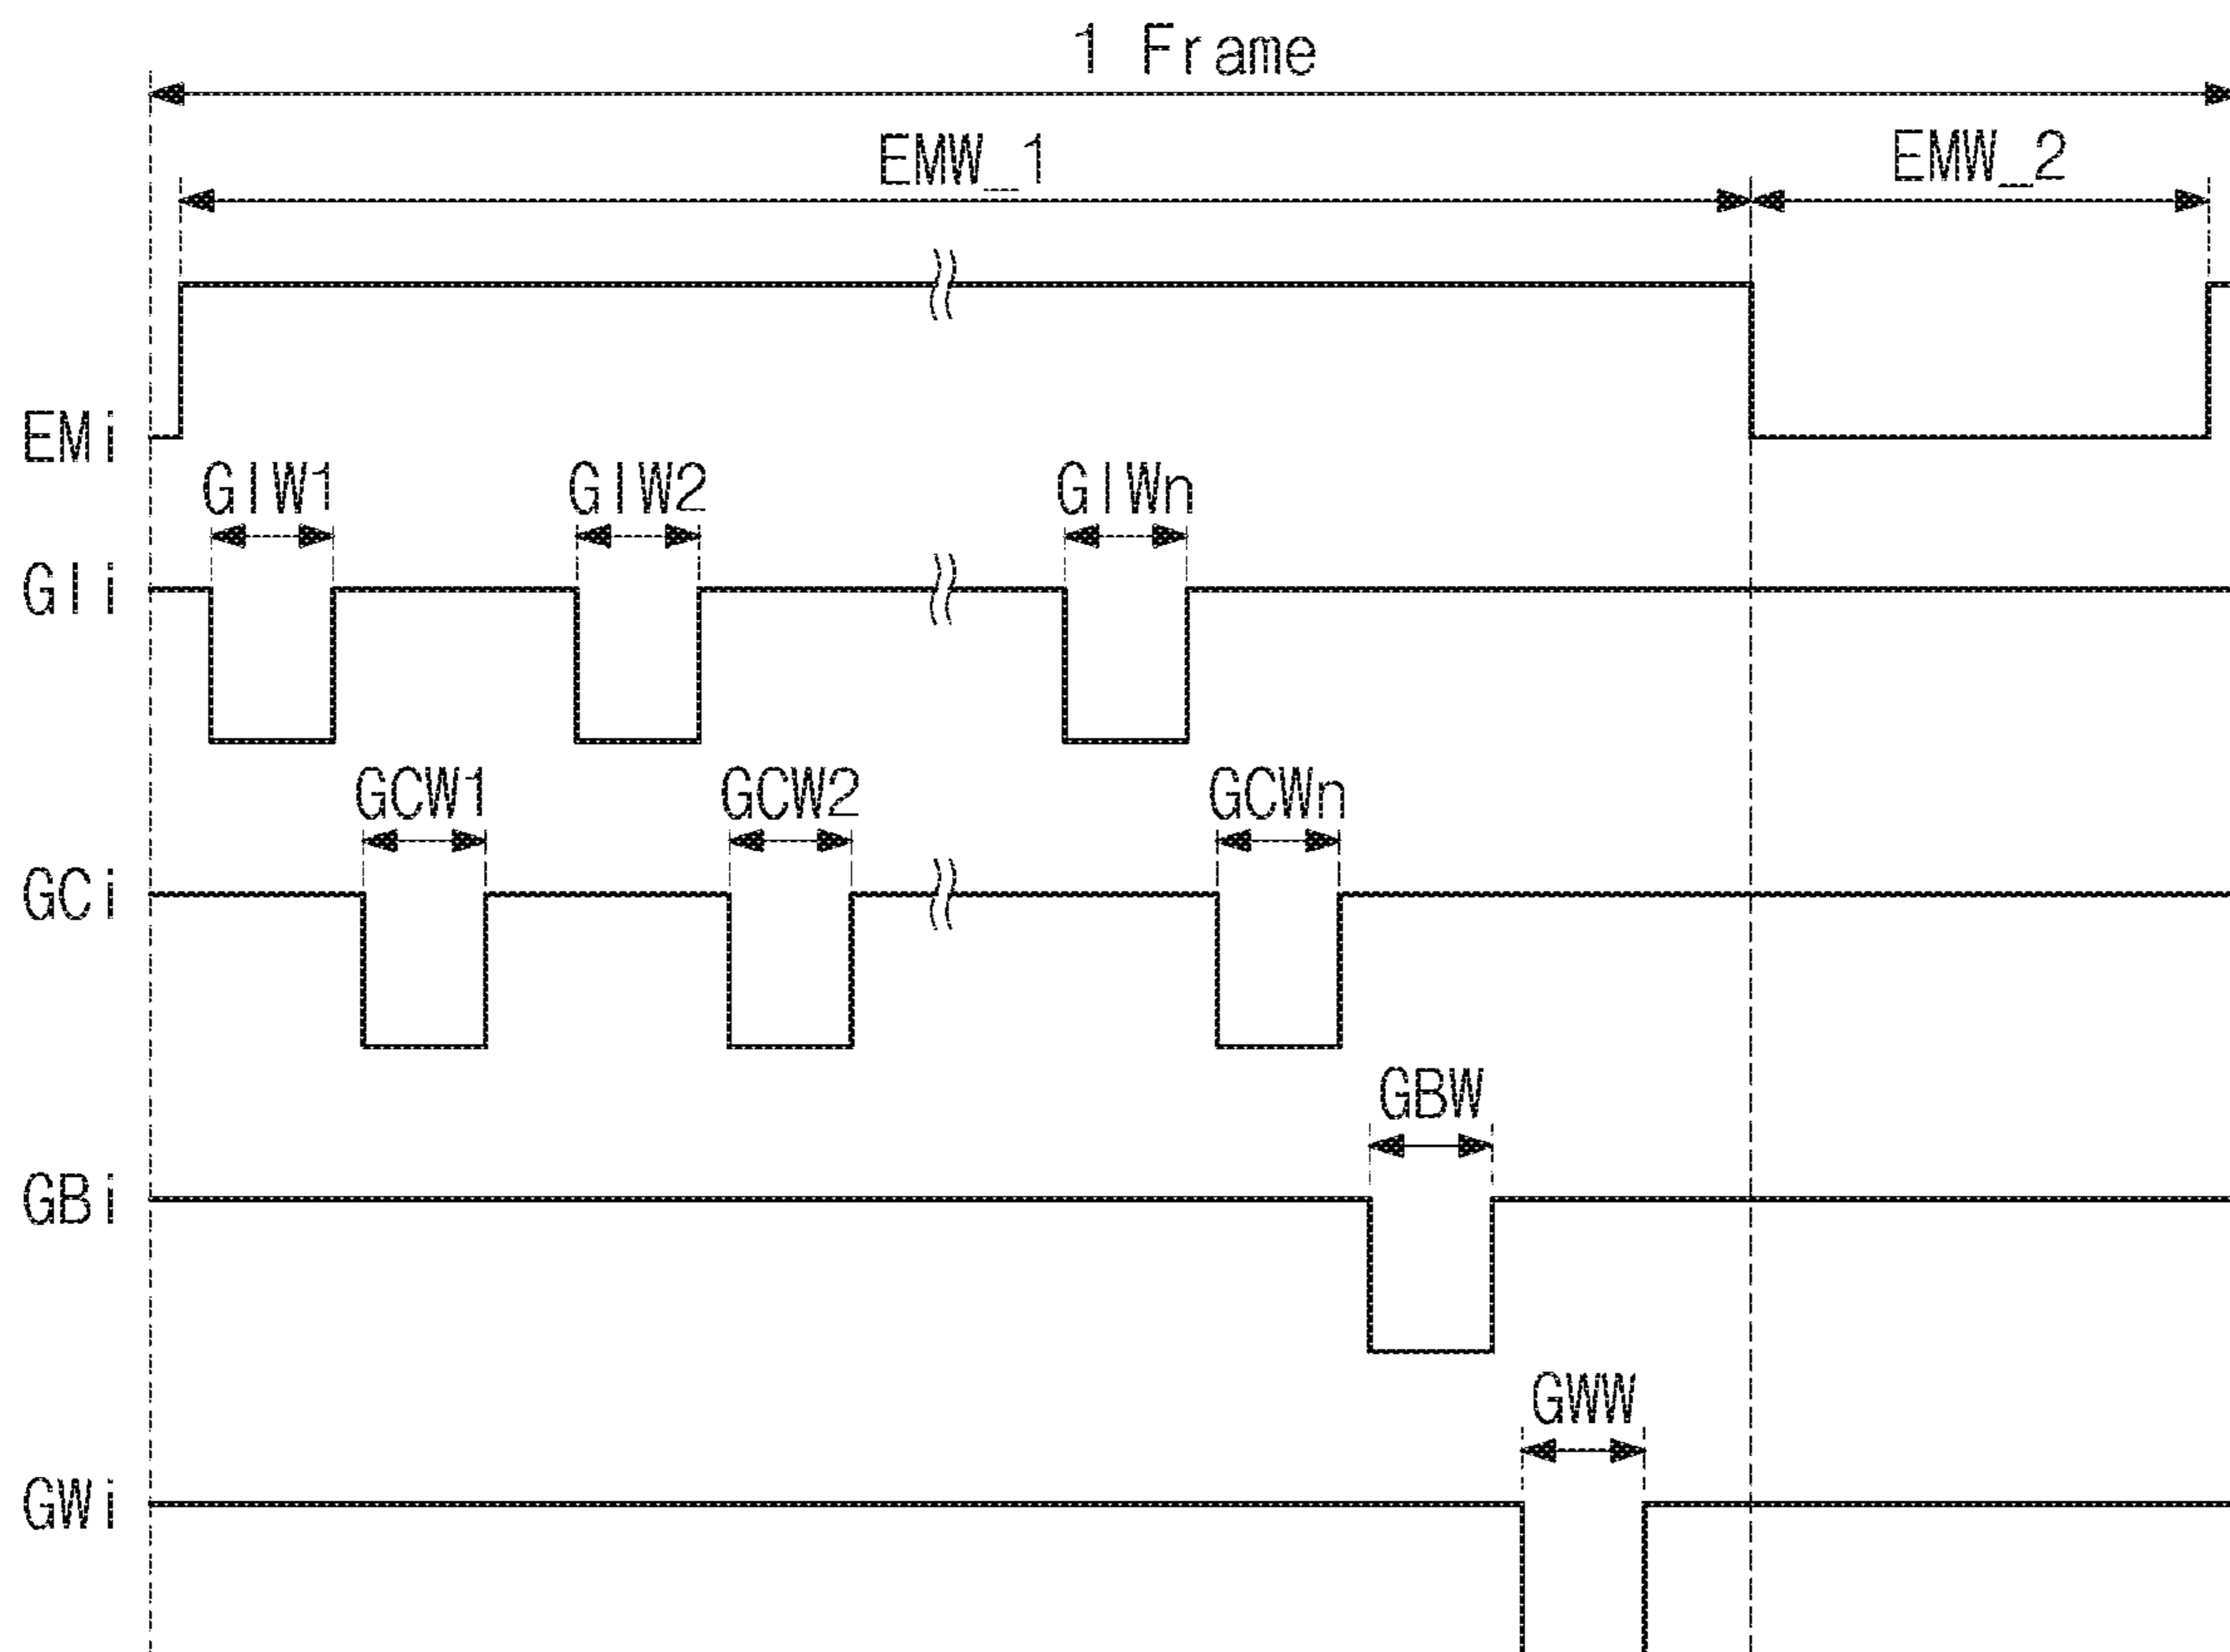 1 Frame
EMW_1 EMW_2
EMi
GIW1 GIW2 GIWn
GIi
GCW1 GCW2 GCWn
GCi
GBW
GBi
GWW
GWi